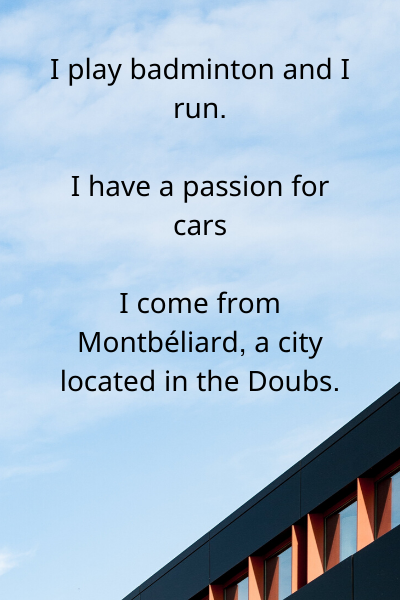 I play badminton and I
run.
I have a passion for
cars
I come from
Montbéliard, a city
located in the Doubs.